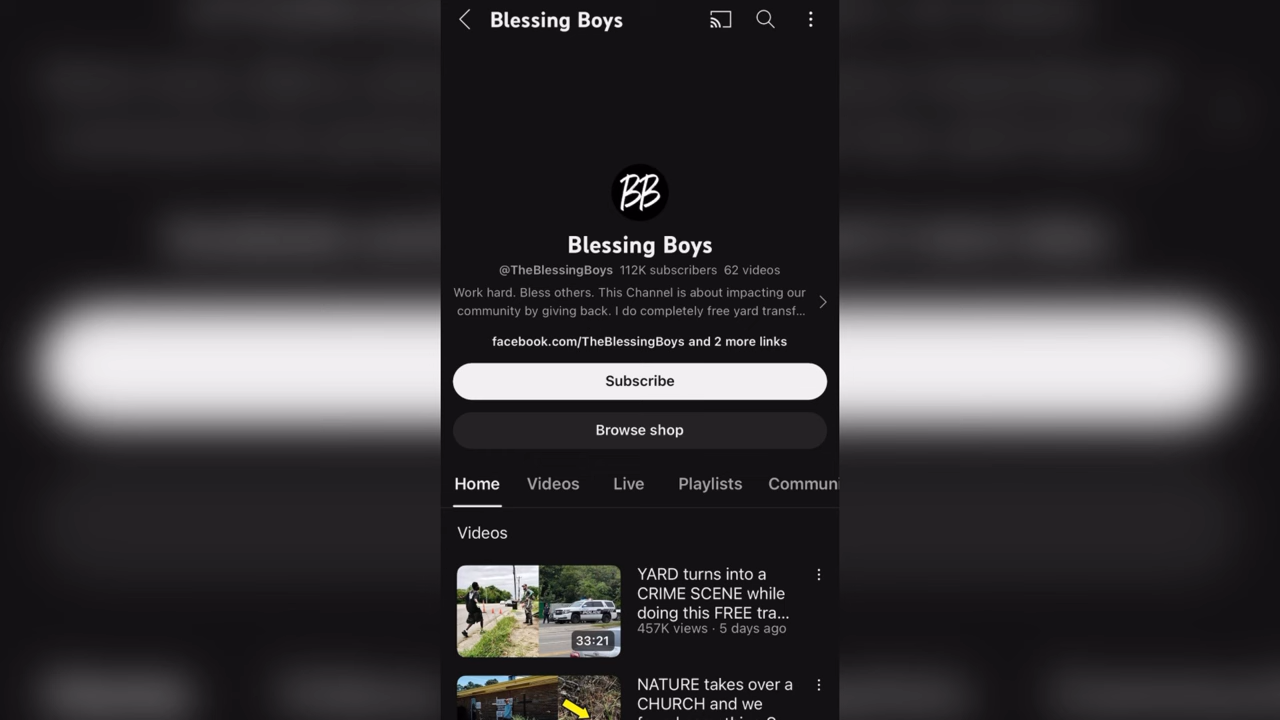 Blessing Boys
BB
Blessing Boys
@TheBlessingBoys 112K subscribers 62 videos
Work hard. Bless others. This Channel is about impacting our
community by giving back. I do completely free yard transf...
facebook.com/TheBlessingBoys and 2 more links
Subscribe
Browse shop
Home Videos Live Playlists Commun
Videos
YARD turns into a
CRIME SCENE while
doing this FREE tra...
457K views · 5 days ago
33:21
NATURE takes over a
CHURCH and we